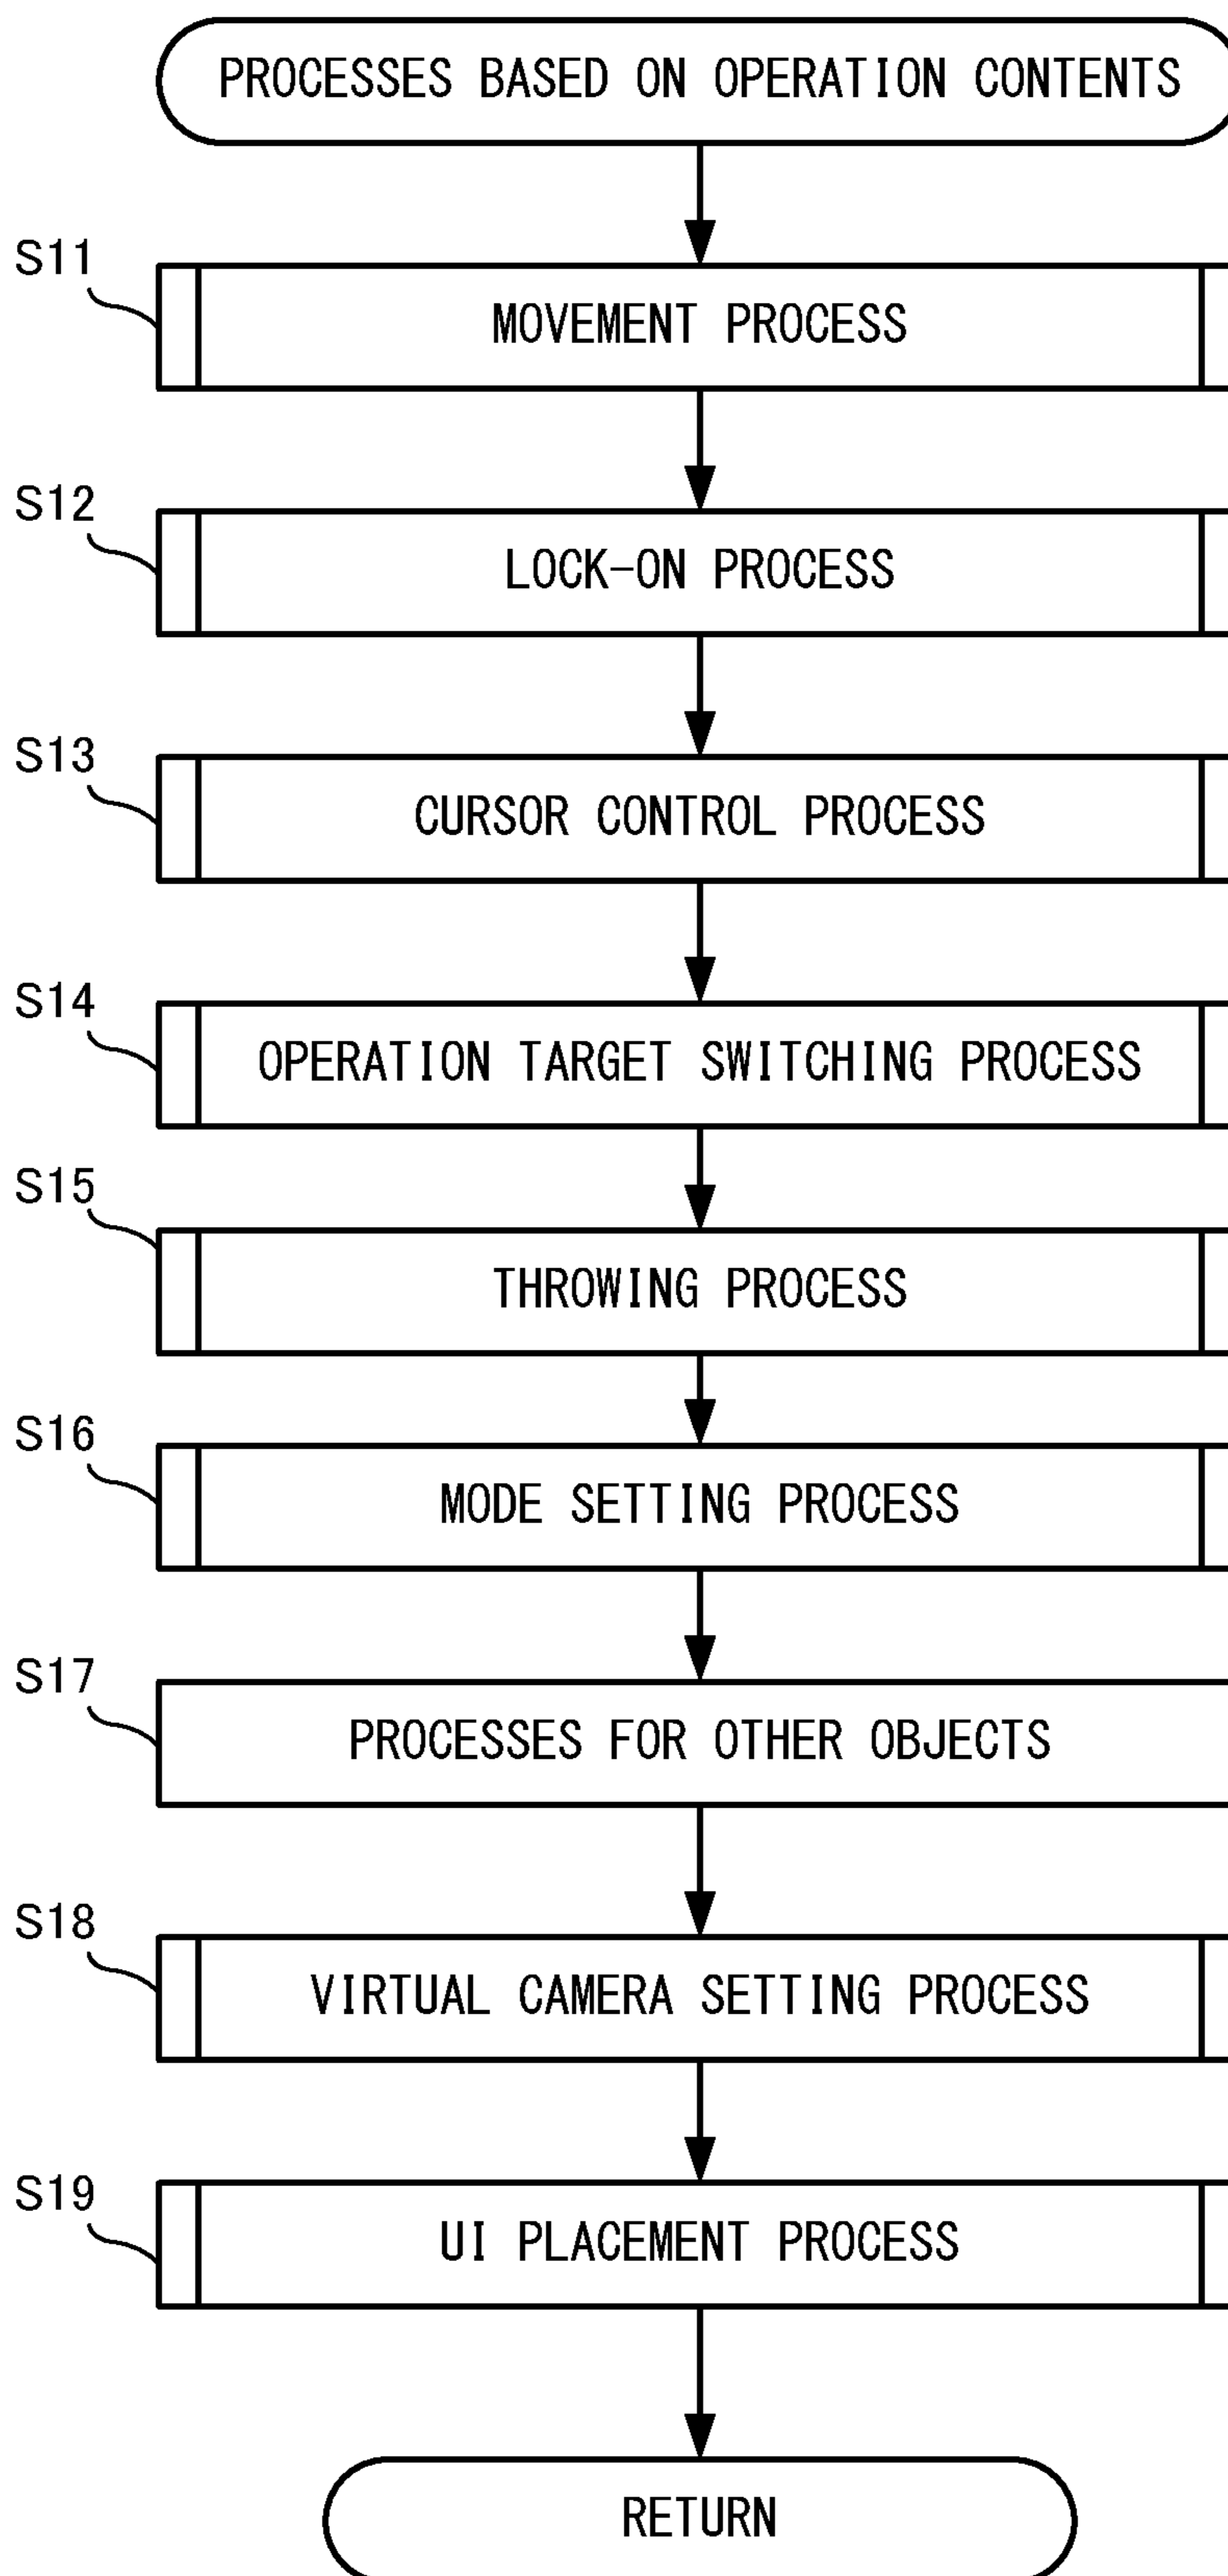 PROCESSES BASED ON OPERATION CONTENTS
S11
MOVEMENT PROCESS
S12
LOCK-ON PROCESS
S13
CURSOR CONTROL PROCESS
S14
OPERATION TARGET SWITCHING PROCESS
S15
THROWING PROCESS
S16
MODE SETTING PROCESS
S17
PROCESSES FOR OTHER OBJECTS
S18
VIRTUAL CAMERA SETTING PROCESS
S19
UI PLACEMENT PROCESS
RETURN